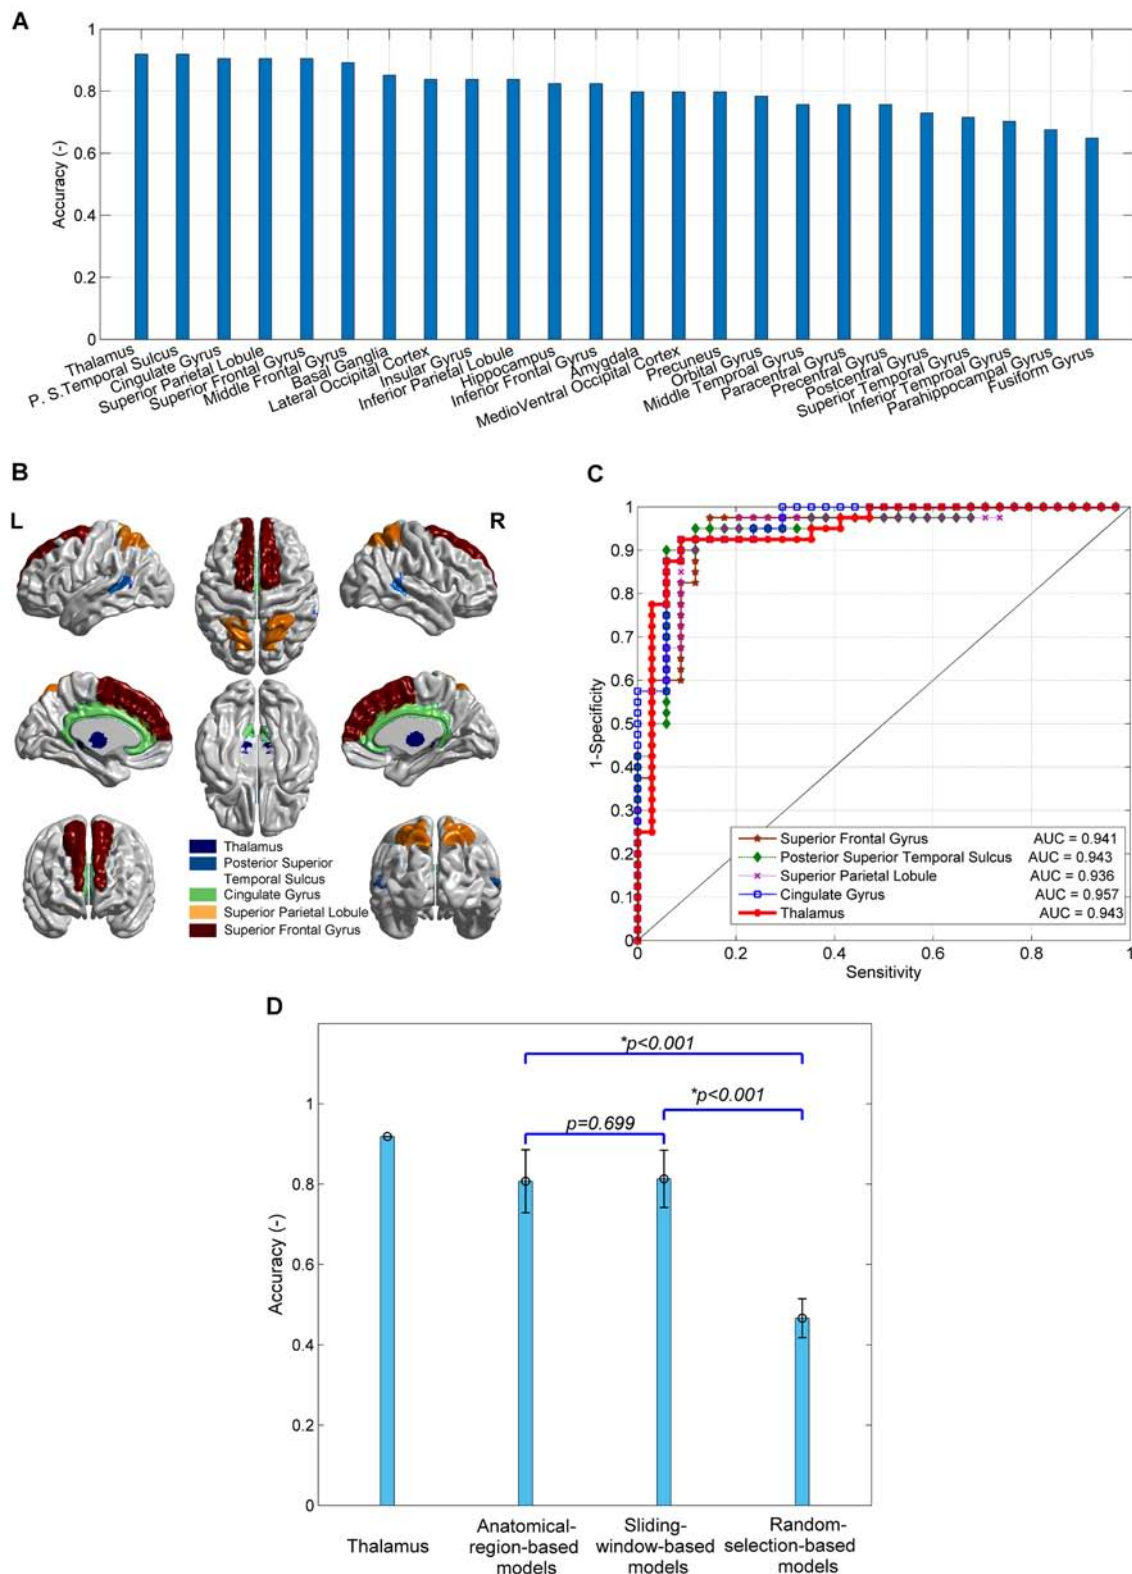 A
1
0.8
0.6
0.4
0.2
0
Accuracy (-)
Thalamus
P. S.Temporal Sulcus
Cingulate Gyrus
Superior Parietal Lobule
Superior Frontal Gyrus
Middle Frontal Gyrus
Basal Ganglia
Lateral Occipital Cortex
Insular Gyrus
Inferior Parietal Lobule
Hippocampus
Inferior Frontal Gyrus
Amygdala
MedioVentral Occipital Cortex
Precuneus
Orbital Gyrus
Middle Temporal Gyrus
Paracentral Gyrus
Precentral Gyrus
Postcentral Gyrus
Superior Temporal Gyrus
Inferior Temporal Gyrus
Parahippocampal Gyrus
Fusiform Gyrus
B
L
R
Thalamus
Posterior Superior
Temporal Sulcus
Cingulate Gyrus
Superior Parietal Lobule
Superior Frontal Gyrus
C
1
0.9
0.8
0.7
0.6
0.5
0.4
0.3
0.2
0.1
0
1-Specificity
Superior Frontal Gyrus AUC = 0.941
Posterior Superior Temporal Sulcus AUC = 0.943
Superior Parietal Lobule AUC = 0.936
Cingulate Gyrus AUC = 0.957
Thalamus AUC = 0.943
0 0.2 0.4 0.6 0.8 1
Sensitivity
D
*p<0.001
*p<0.001
p=0.699
1
0.8
0.6
0.4
0.2
0
Accuracy (-)
Thalamus
Anatomical-
region-based
models
Sliding-
window-based
models
Random-
selection-based
models